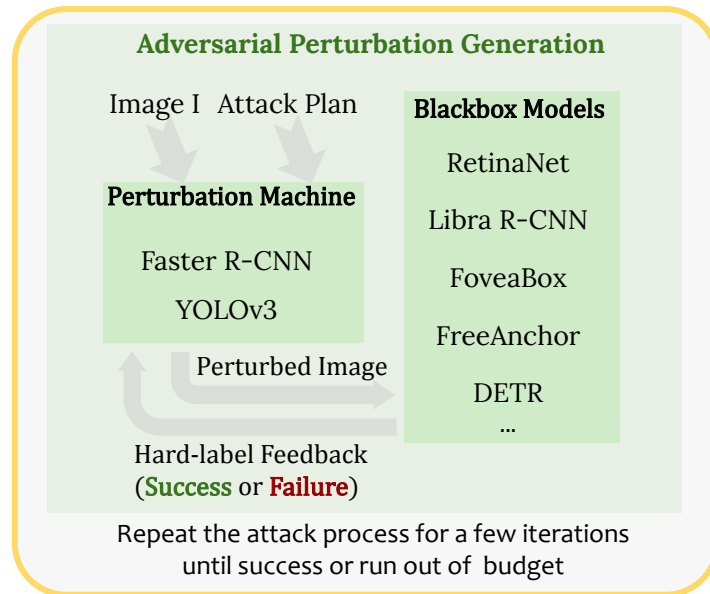 Adversarial Perturbation Generation
Image I Attack Plan
Perturbation Machine
Faster R-CNN
YOLOv3
Blackbox Models
RetinaNet
Libra R-CNN
FoveaBox
FreeAnchor
DETR
...
Perturbed Image
Hard-label Feedback
(Success or Failure)
Repeat the attack process for a few iterations
until success or run out of budget